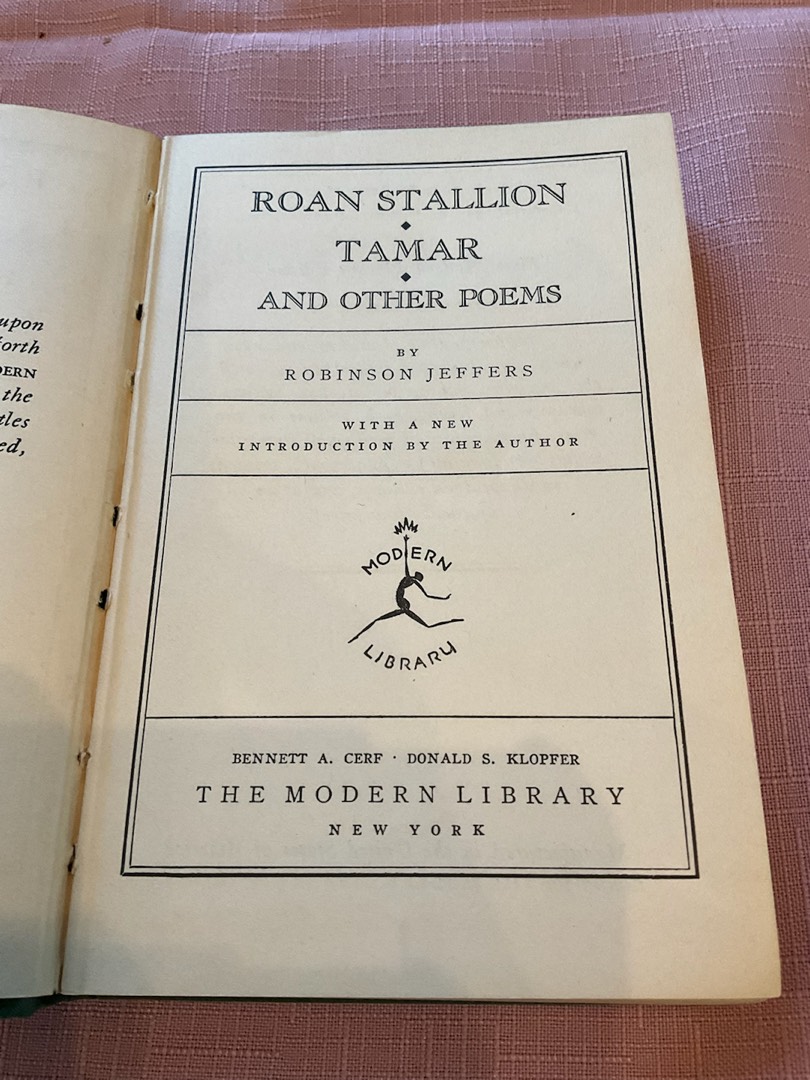 upon
forth
DERN
the
tles
ed,
ROAN STALLION
TAMAR
AND OTHER POEMS
BY
ROBINSON JEFFERS
WITH A NEW
INTRODUCTION BY THE AUTHOR
MODERN
LIBRARY
BENNETT A. CERF · DONALD S. KLOPFER
THE MODERN LIBRARY
NEW YORK